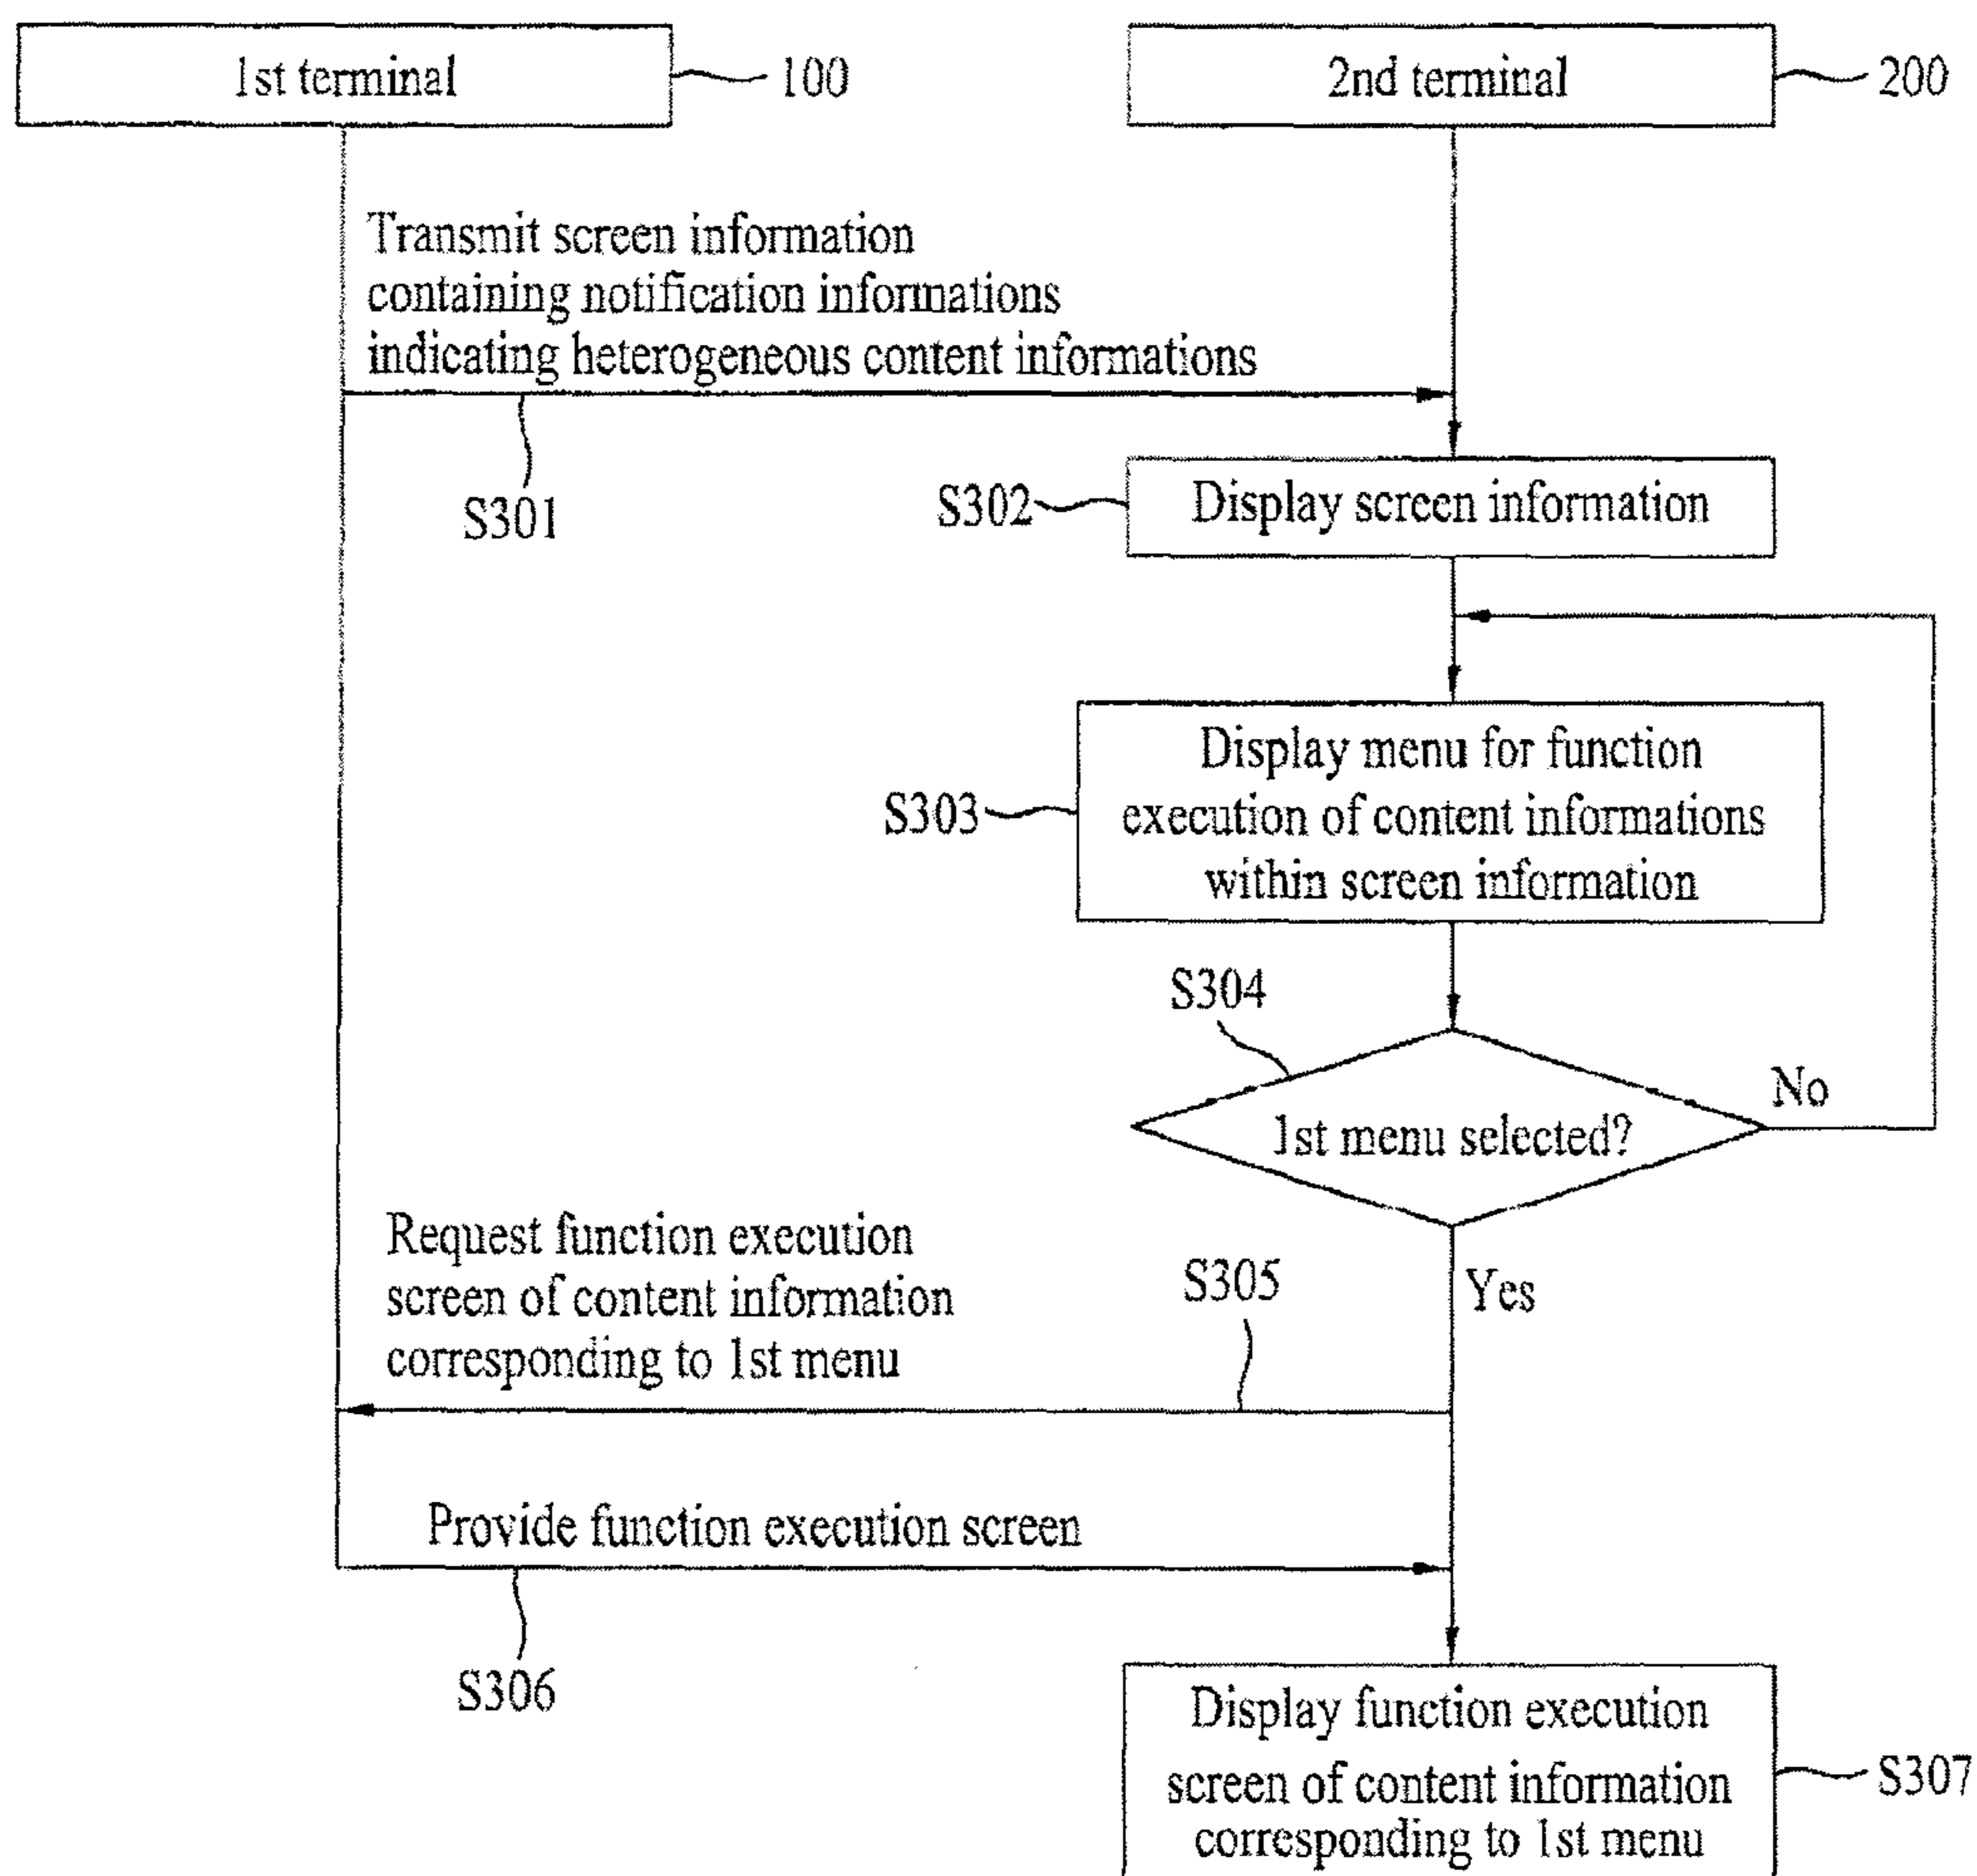 1st terminal
100
2nd terminal
200
Transmit screen information
containing notification informations
indicating heterogeneous content informations
S301
S302
Display screen information
S303
Display menu for function
execution of content informations
within screen information
S304
1st menu selected?
No
Yes
Request function execution
screen of content information
corresponding to 1st menu
S305
Provide function execution screen
S306
Display function execution
screen of content information
corresponding to 1st menu
S307